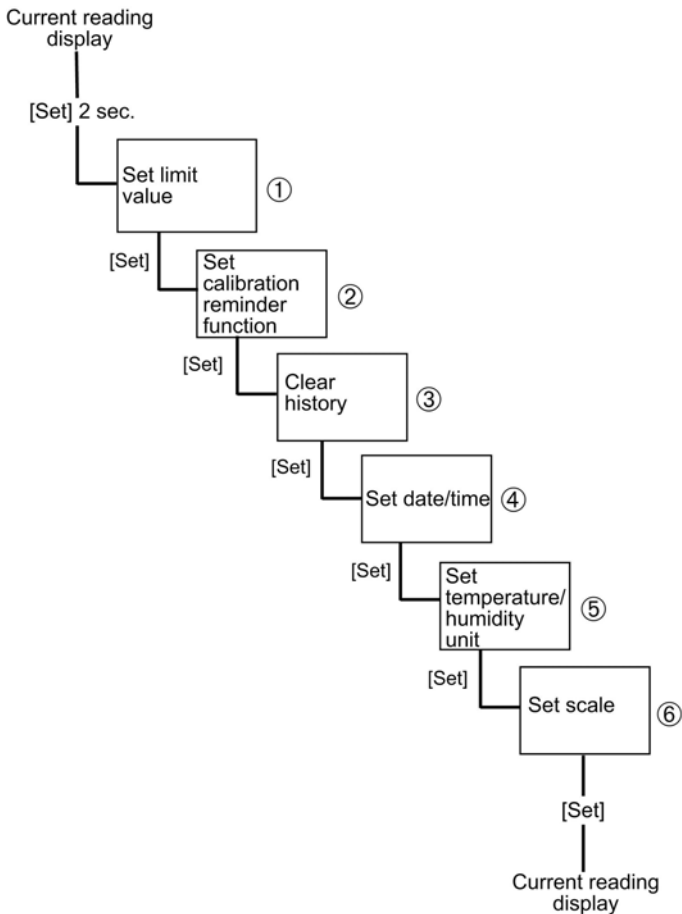 Current reading
display
[Set] 2 sec.
Set limit
value
①
[Set]
Set
calibration
reminder
function
②
[Set]
Clear
history
③
[Set]
Set date/time
④
[Set]
Set
temperature/
humidity
unit
⑤
[Set]
Set scale
⑥
[Set]
Current reading
display